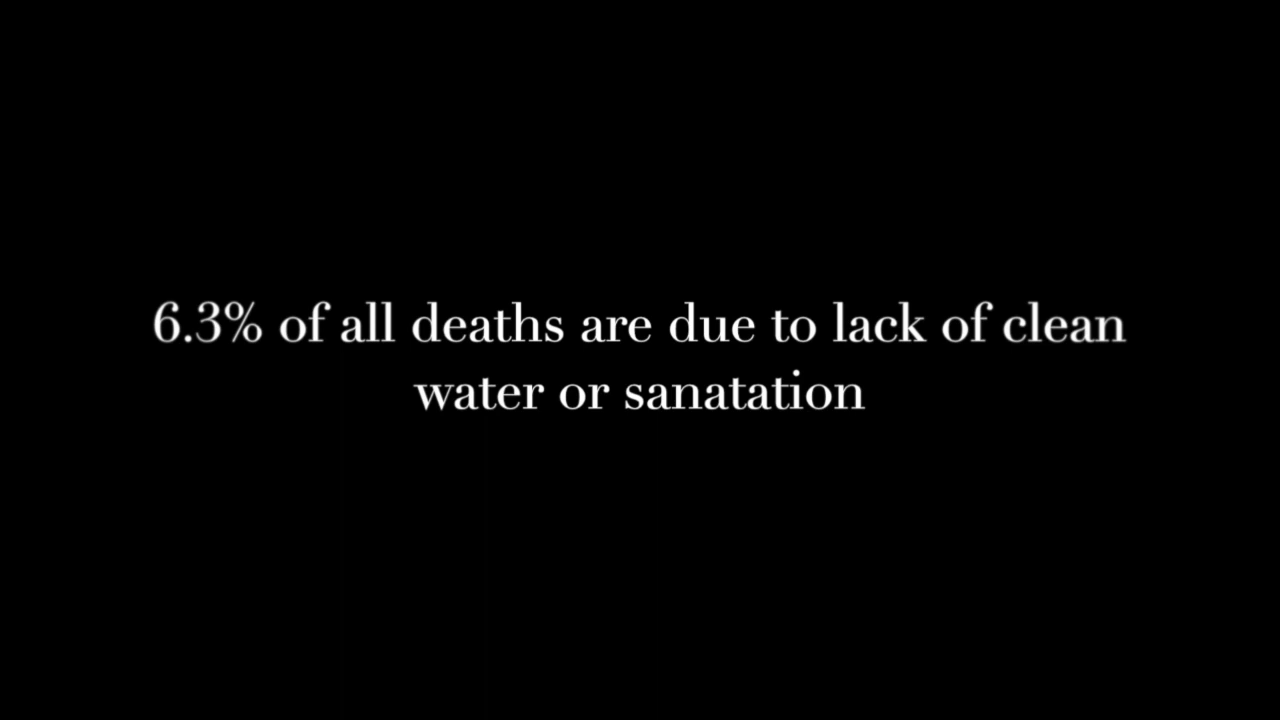 6.3% of all deaths are due to lack of clean
water or sanatation